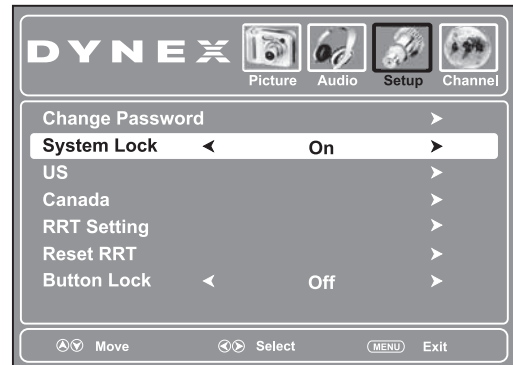 DYNEX
Picture Audio Setup Channel
Change Password
System Lock On
US
Canada
RRT Setting
Reset RRT
Button Lock Off
Move Select MENU Exit